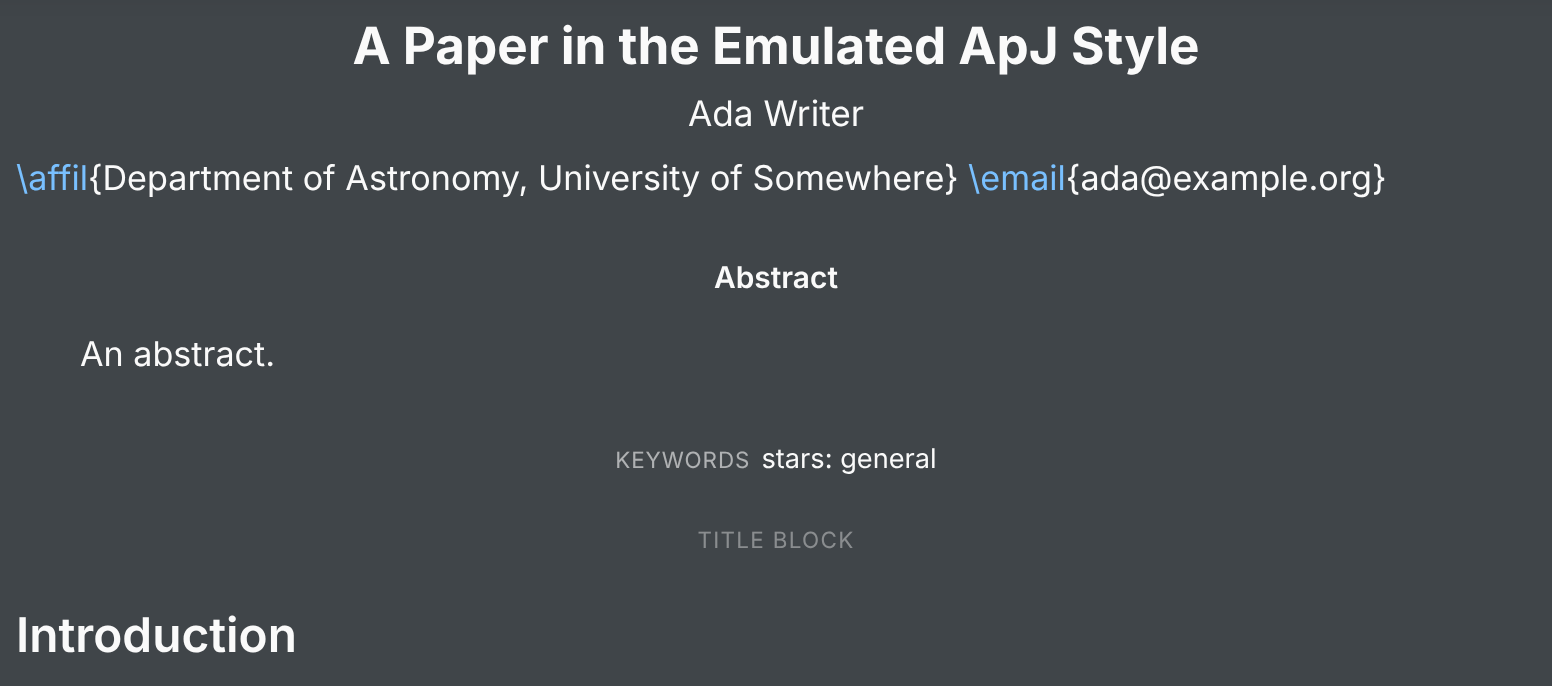 A Paper in the Emulated ApJ Style
Ada Writer
\affil{Department of Astronomy, University of Somewhere} \email{ada@example.org}
Abstract
An abstract.
KEYWORDS stars: general
TITLE BLOCK
Introduction